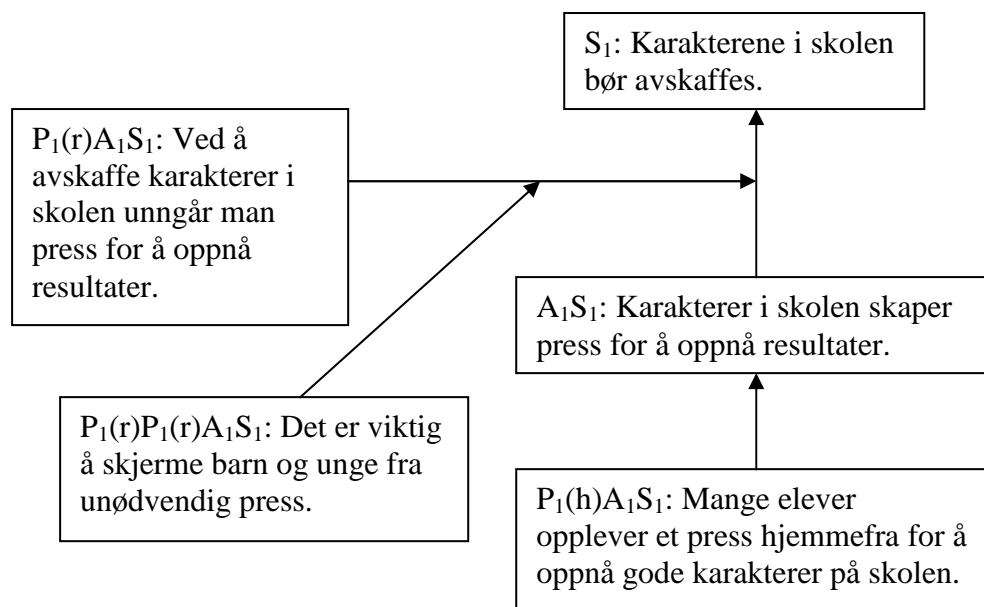 S₁: Karakterene i skolen
bør avskaffes.
P₁(r)A₁S₁: Ved å
avskaffe karakterer i
skolen unngår man
press for å oppnå
resultater.
A₁S₁: Karakterer i skolen skaper
press for å oppnå resultater.
P₁(r)P₁(r)A₁S₁: Det er viktig
å skjerme barn og unge fra
unødvendig press.
P₁(h)A₁S₁: Mange elever
opplever et press hjemmefra for å
oppnå gode karakterer på skolen.